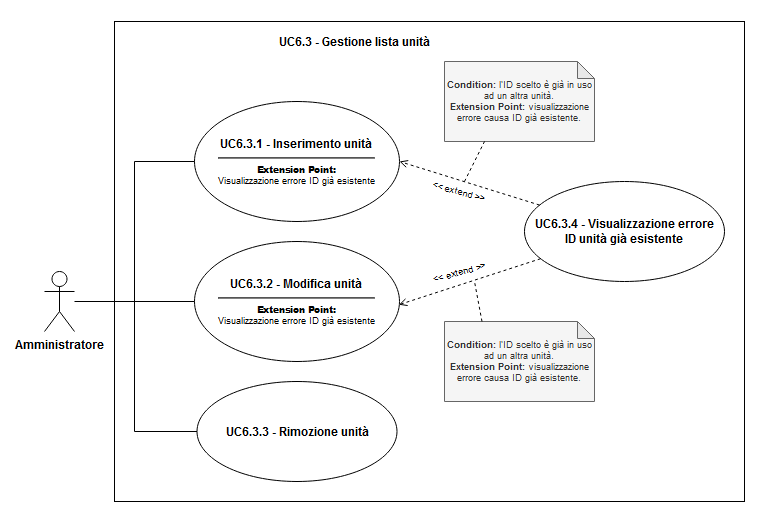 UC6.3 - Gestione lista unità
Condition: l'ID scelto è già in uso
ad un altra unità.
Extension Point: visualizzazione
errore causa ID già esistente.
UC6.3.1 - Inserimento unità
Extension Point:
Visualizzazione errore ID già esistente
<< extend >>
UC6.3.4 - Visualizzazione errore
ID unità già esistente
UC6.3.2 - Modifica unità
Extension Point:
Visualizzazione errore ID già esistente
<< extend >>
Amministratore
Condition: l'ID scelto è già in uso
ad un altra unità.
Extension Point: visualizzazione
errore causa ID già esistente.
UC6.3.3 - Rimozione unità